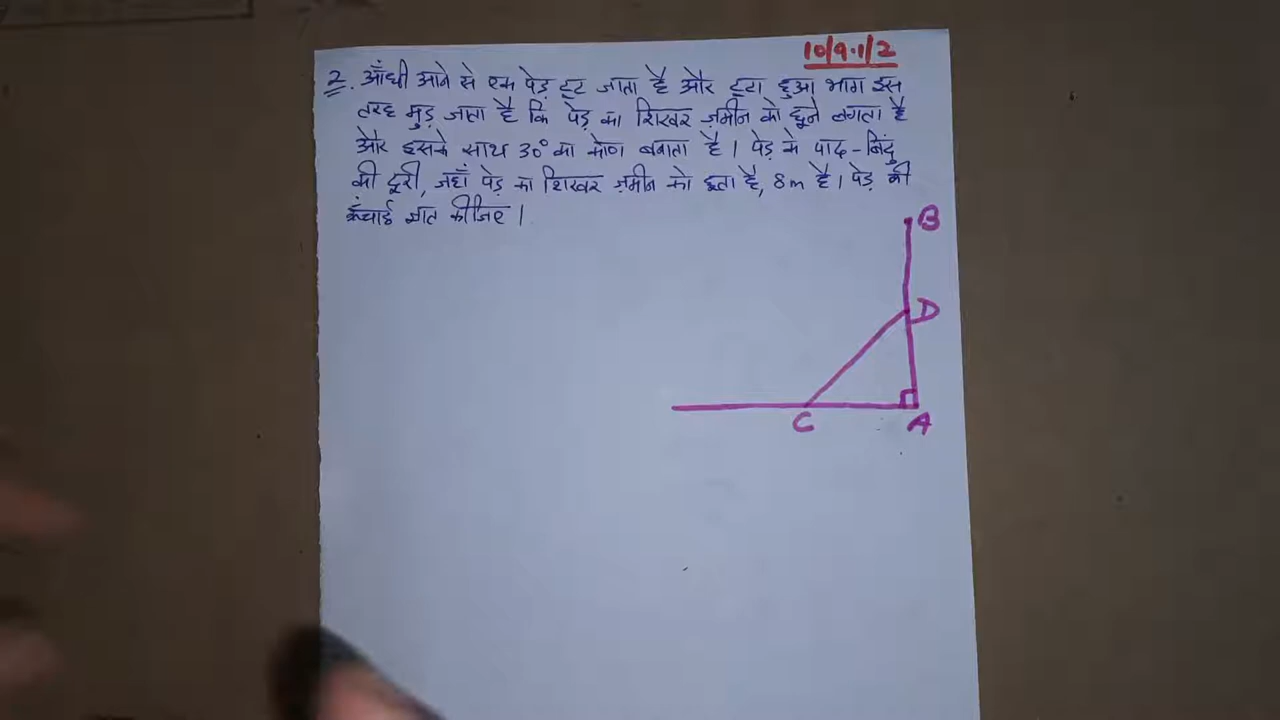 10/9.1/2
2. आँधी आने से एक पेड़ टूट जाता है और टूटा हुआ भाग इस
तरह मुड़ जाता है कि पेड़ का शिखर ज़मीन को छूने लगता है
और इसके साथ 30° का कोण बनाता है। पेड़ के पाद-बिंदु
की दूरी, जहाँ पेड़ का शिखर ज़मीन को छूता है, 8m है। पेड़ की
ऊंचाई ज्ञात कीजिए।
B
D
C A